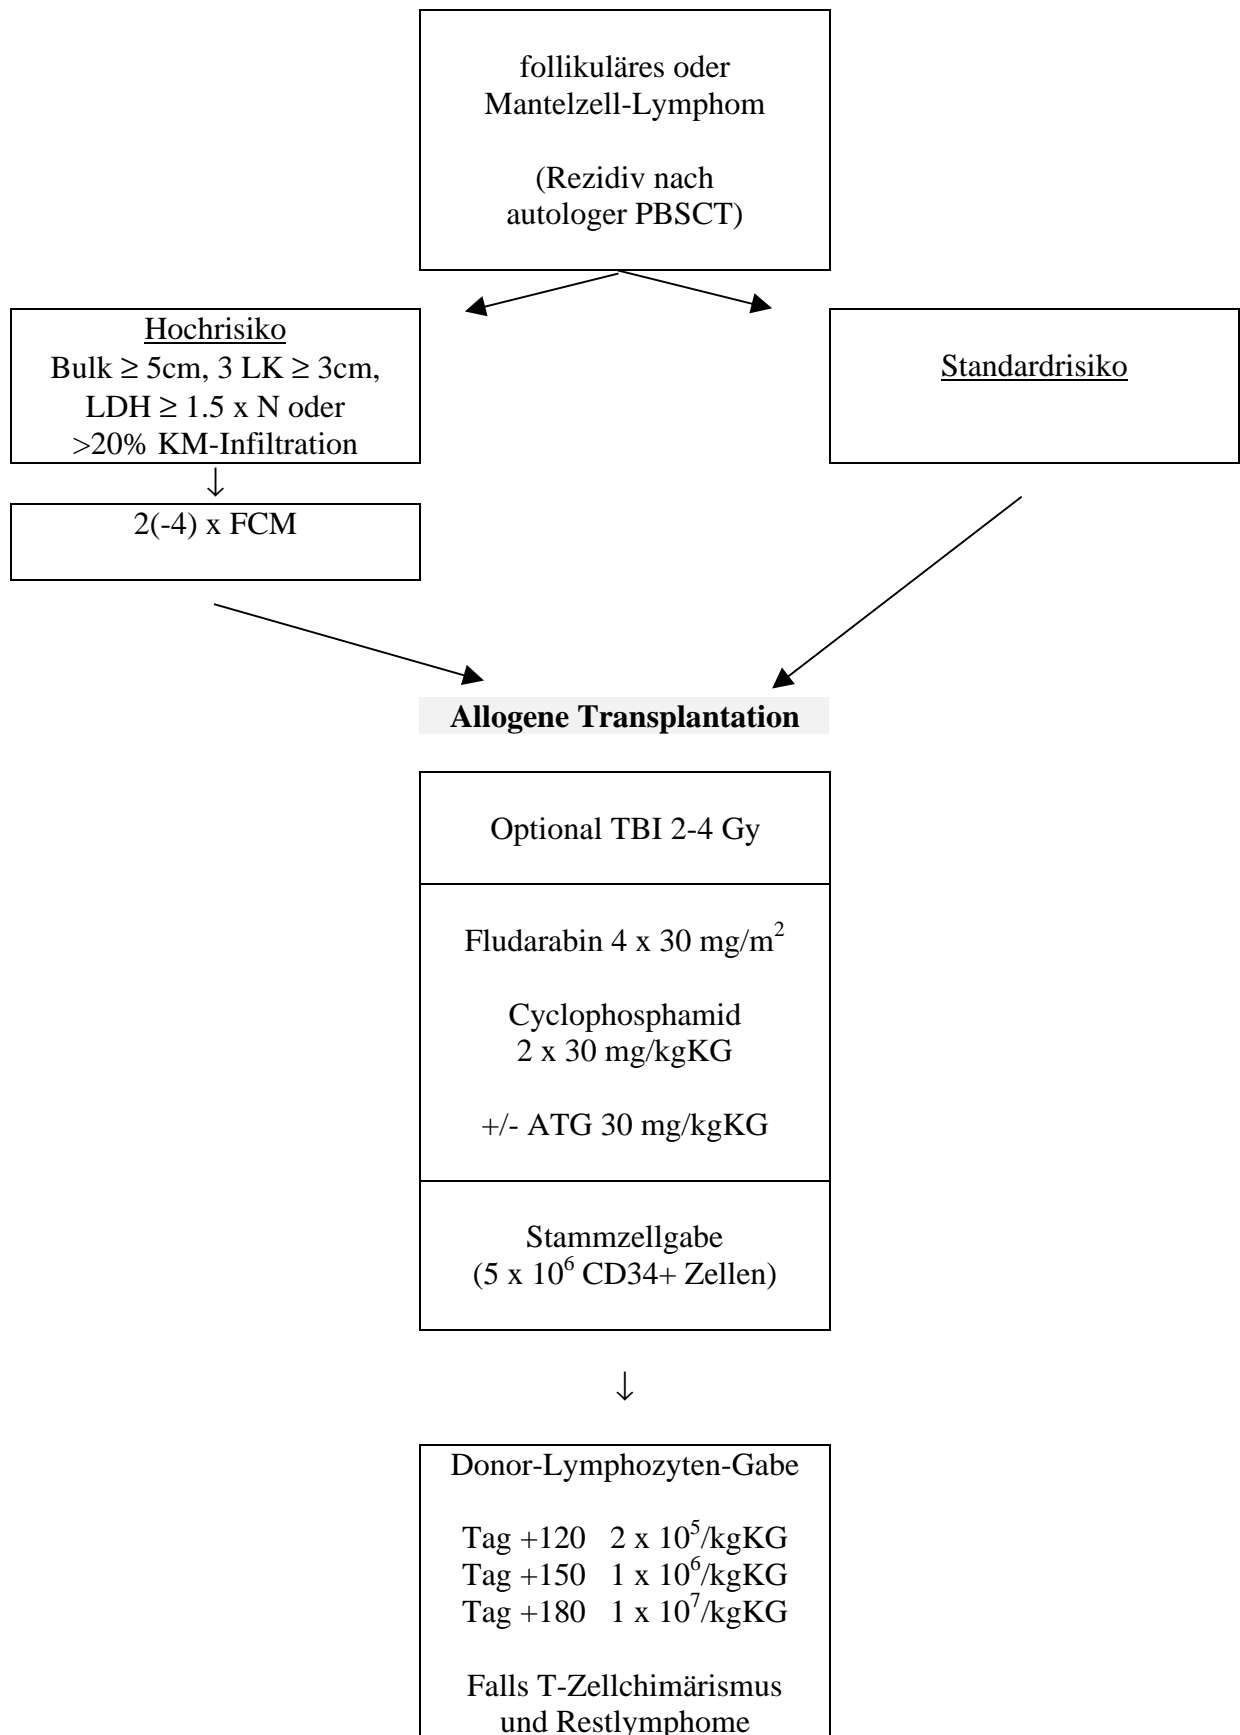 follikuläres oder
Mantelzell-Lymphom
(Rezidiv nach
autologer PBSCT)
Hochrisiko
Bulk ≥ 5cm, 3 LK ≥ 3cm,
LDH ≥ 1.5 x N oder
>20% KM-Infiltration
Standardrisiko
↓
2(-4) x FCM
Allogene Transplantation
Optional TBI 2-4 Gy
Fludarabin 4 x 30 mg/m²
Cyclophosphamid
2 x 30 mg/kgKG
+/- ATG 30 mg/kgKG
Stammzellgabe
(5 x 10⁶ CD34+ Zellen)
↓
Donor-Lymphozyten-Gabe
Tag +120 2 x 10⁵/kgKG
Tag +150 1 x 10⁶/kgKG
Tag +180 1 x 10⁷/kgKG
Falls T-Zellchimärismus
und Restlymphome